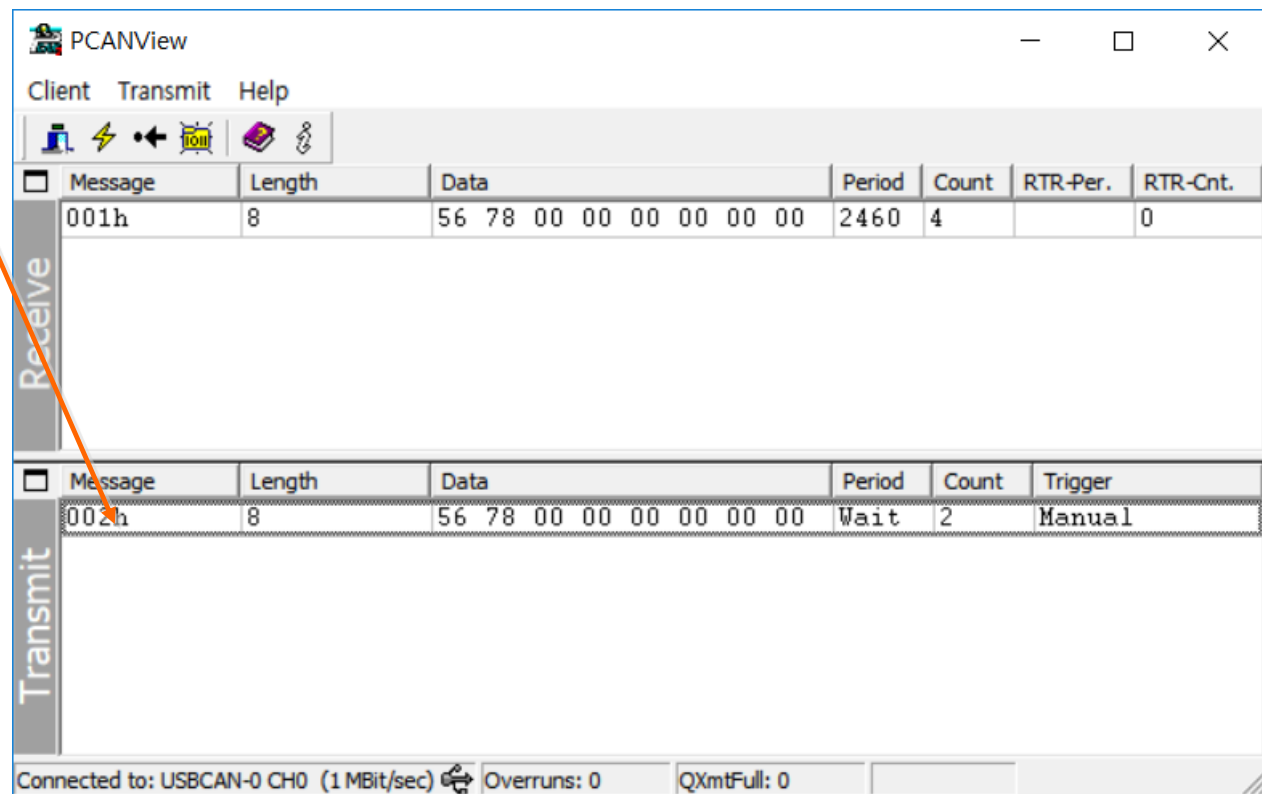 PCANView
Client Transmit Help
Message Length Data Period Count RTR-Per. RTR-Cnt.
001h 8 56 78 00 00 00 00 00 00 2460 4 0
Receive
Message Length Data Period Count Trigger
002h 8 56 78 00 00 00 00 00 00 Wait 2 Manual
Transmit
Connected to: USBCAN-0 CH0 (1 MBit/sec) Overruns: 0 QXmtFull: 0